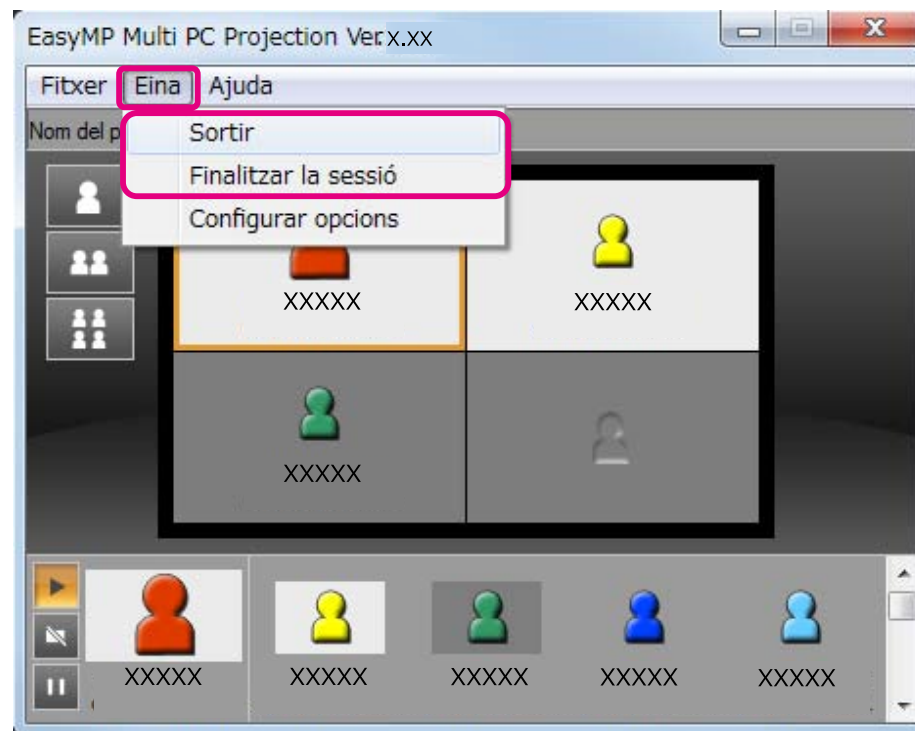 EasyMP Multi PC Projection Ver.x.xx
Fitxer Eina Ajuda
Nom del p
Sortir
Finalitzar la sessió
Configurar opcions
XXXXX XXXXX
XXXXX
XXXXX XXXXX XXXXX XXXXX XXXXX